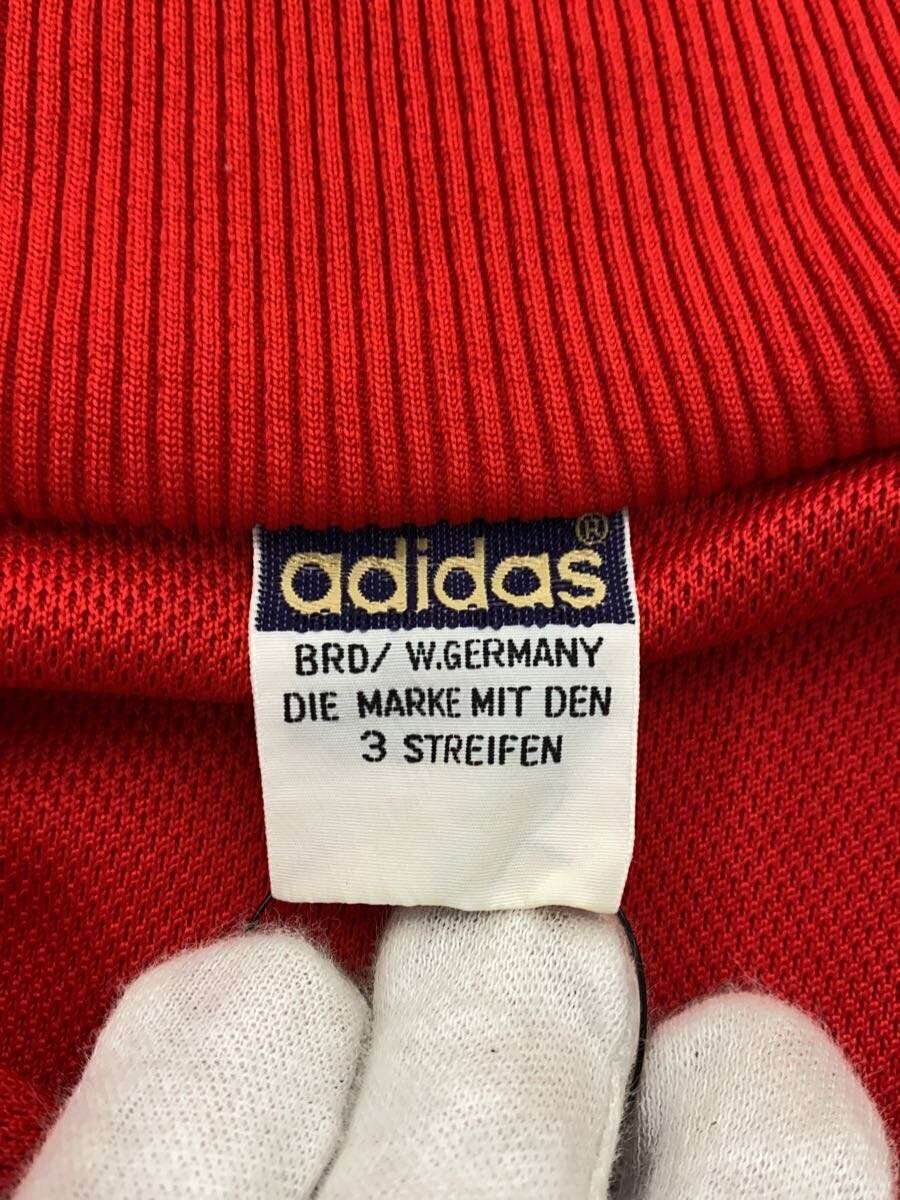 adidas®
BRD/ W.GERMANY
DIE MARKE MIT DEN
3 STREIFEN